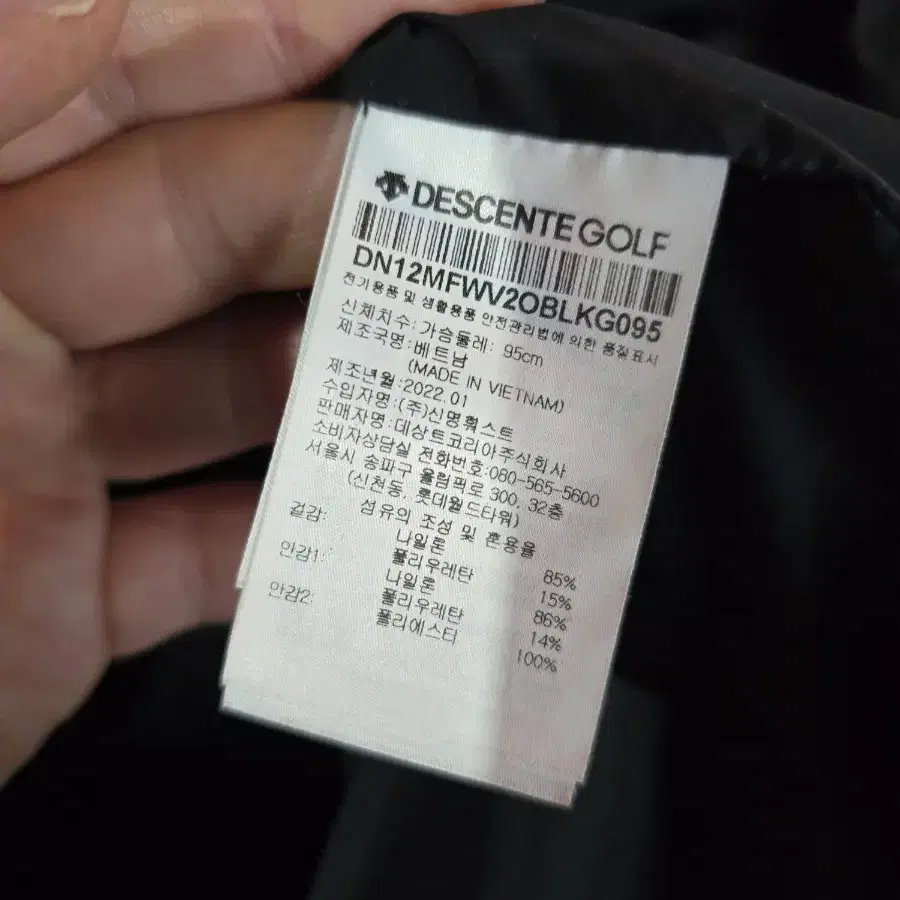 DESCENTE GOLF
DN12MFWV2OBLKG095
전기용품 및 생활용품 안전관리법에 의한 품질표시
신체치수:가슴둘레: 95cm
제조국명:베트남
(MADE IN VIETNAM)
제조년월:2022.01
수입자명:(주)신명훠스트
판매자명:데상트코리아주식회사
소비자상담실 전화번호:080-565-5600
서울시 송파구 올림픽로 300, 32층
(신천동, 롯데월드타워)
섬유의 조성 및 혼용율
겉감: 나일론 85%
폴리우레탄 15%
안감1: 나일론 86%
폴리우레탄 14%
안감2: 폴리에스터 100%